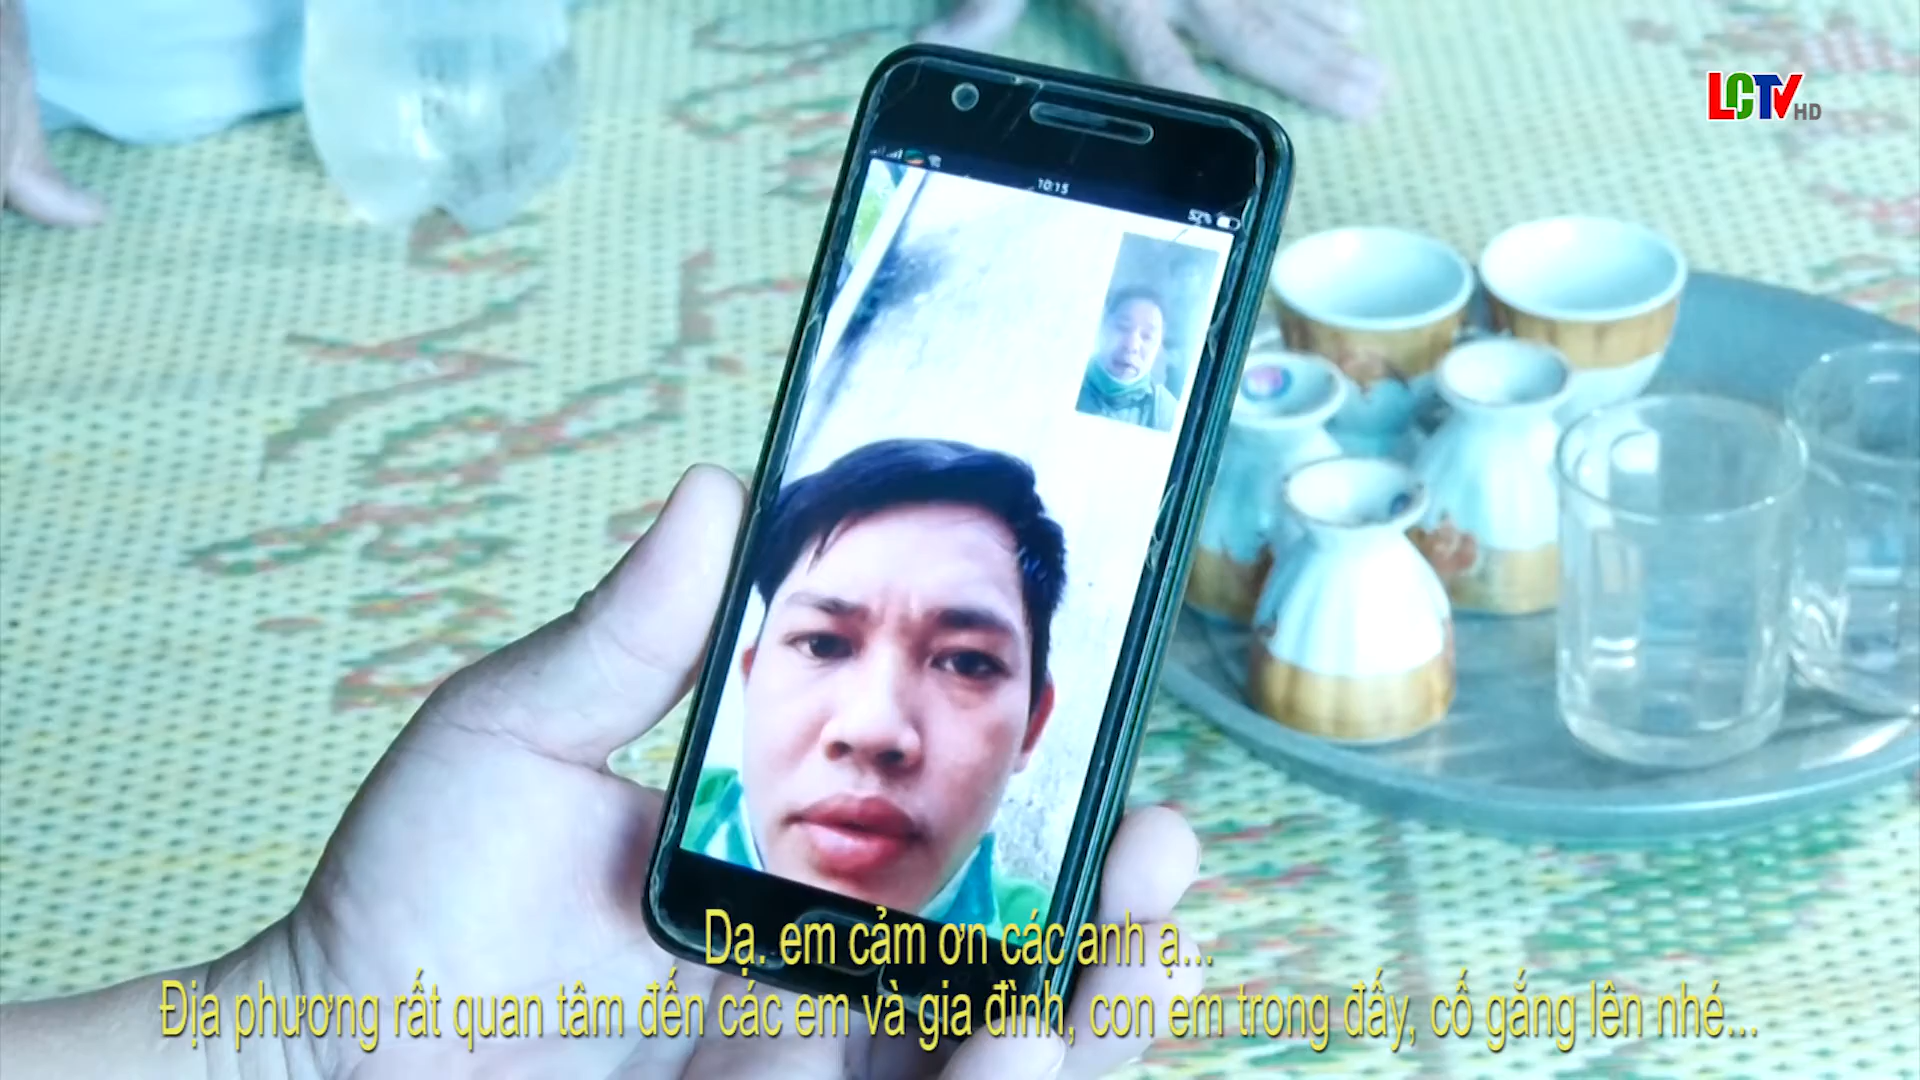 LCTV HD
10:15
52%
Dạ. em cảm ơn các anh ạ...
Địa phương rất quan tâm đến các em và gia đình, con em trong đấy, cố gắng lên nhé...